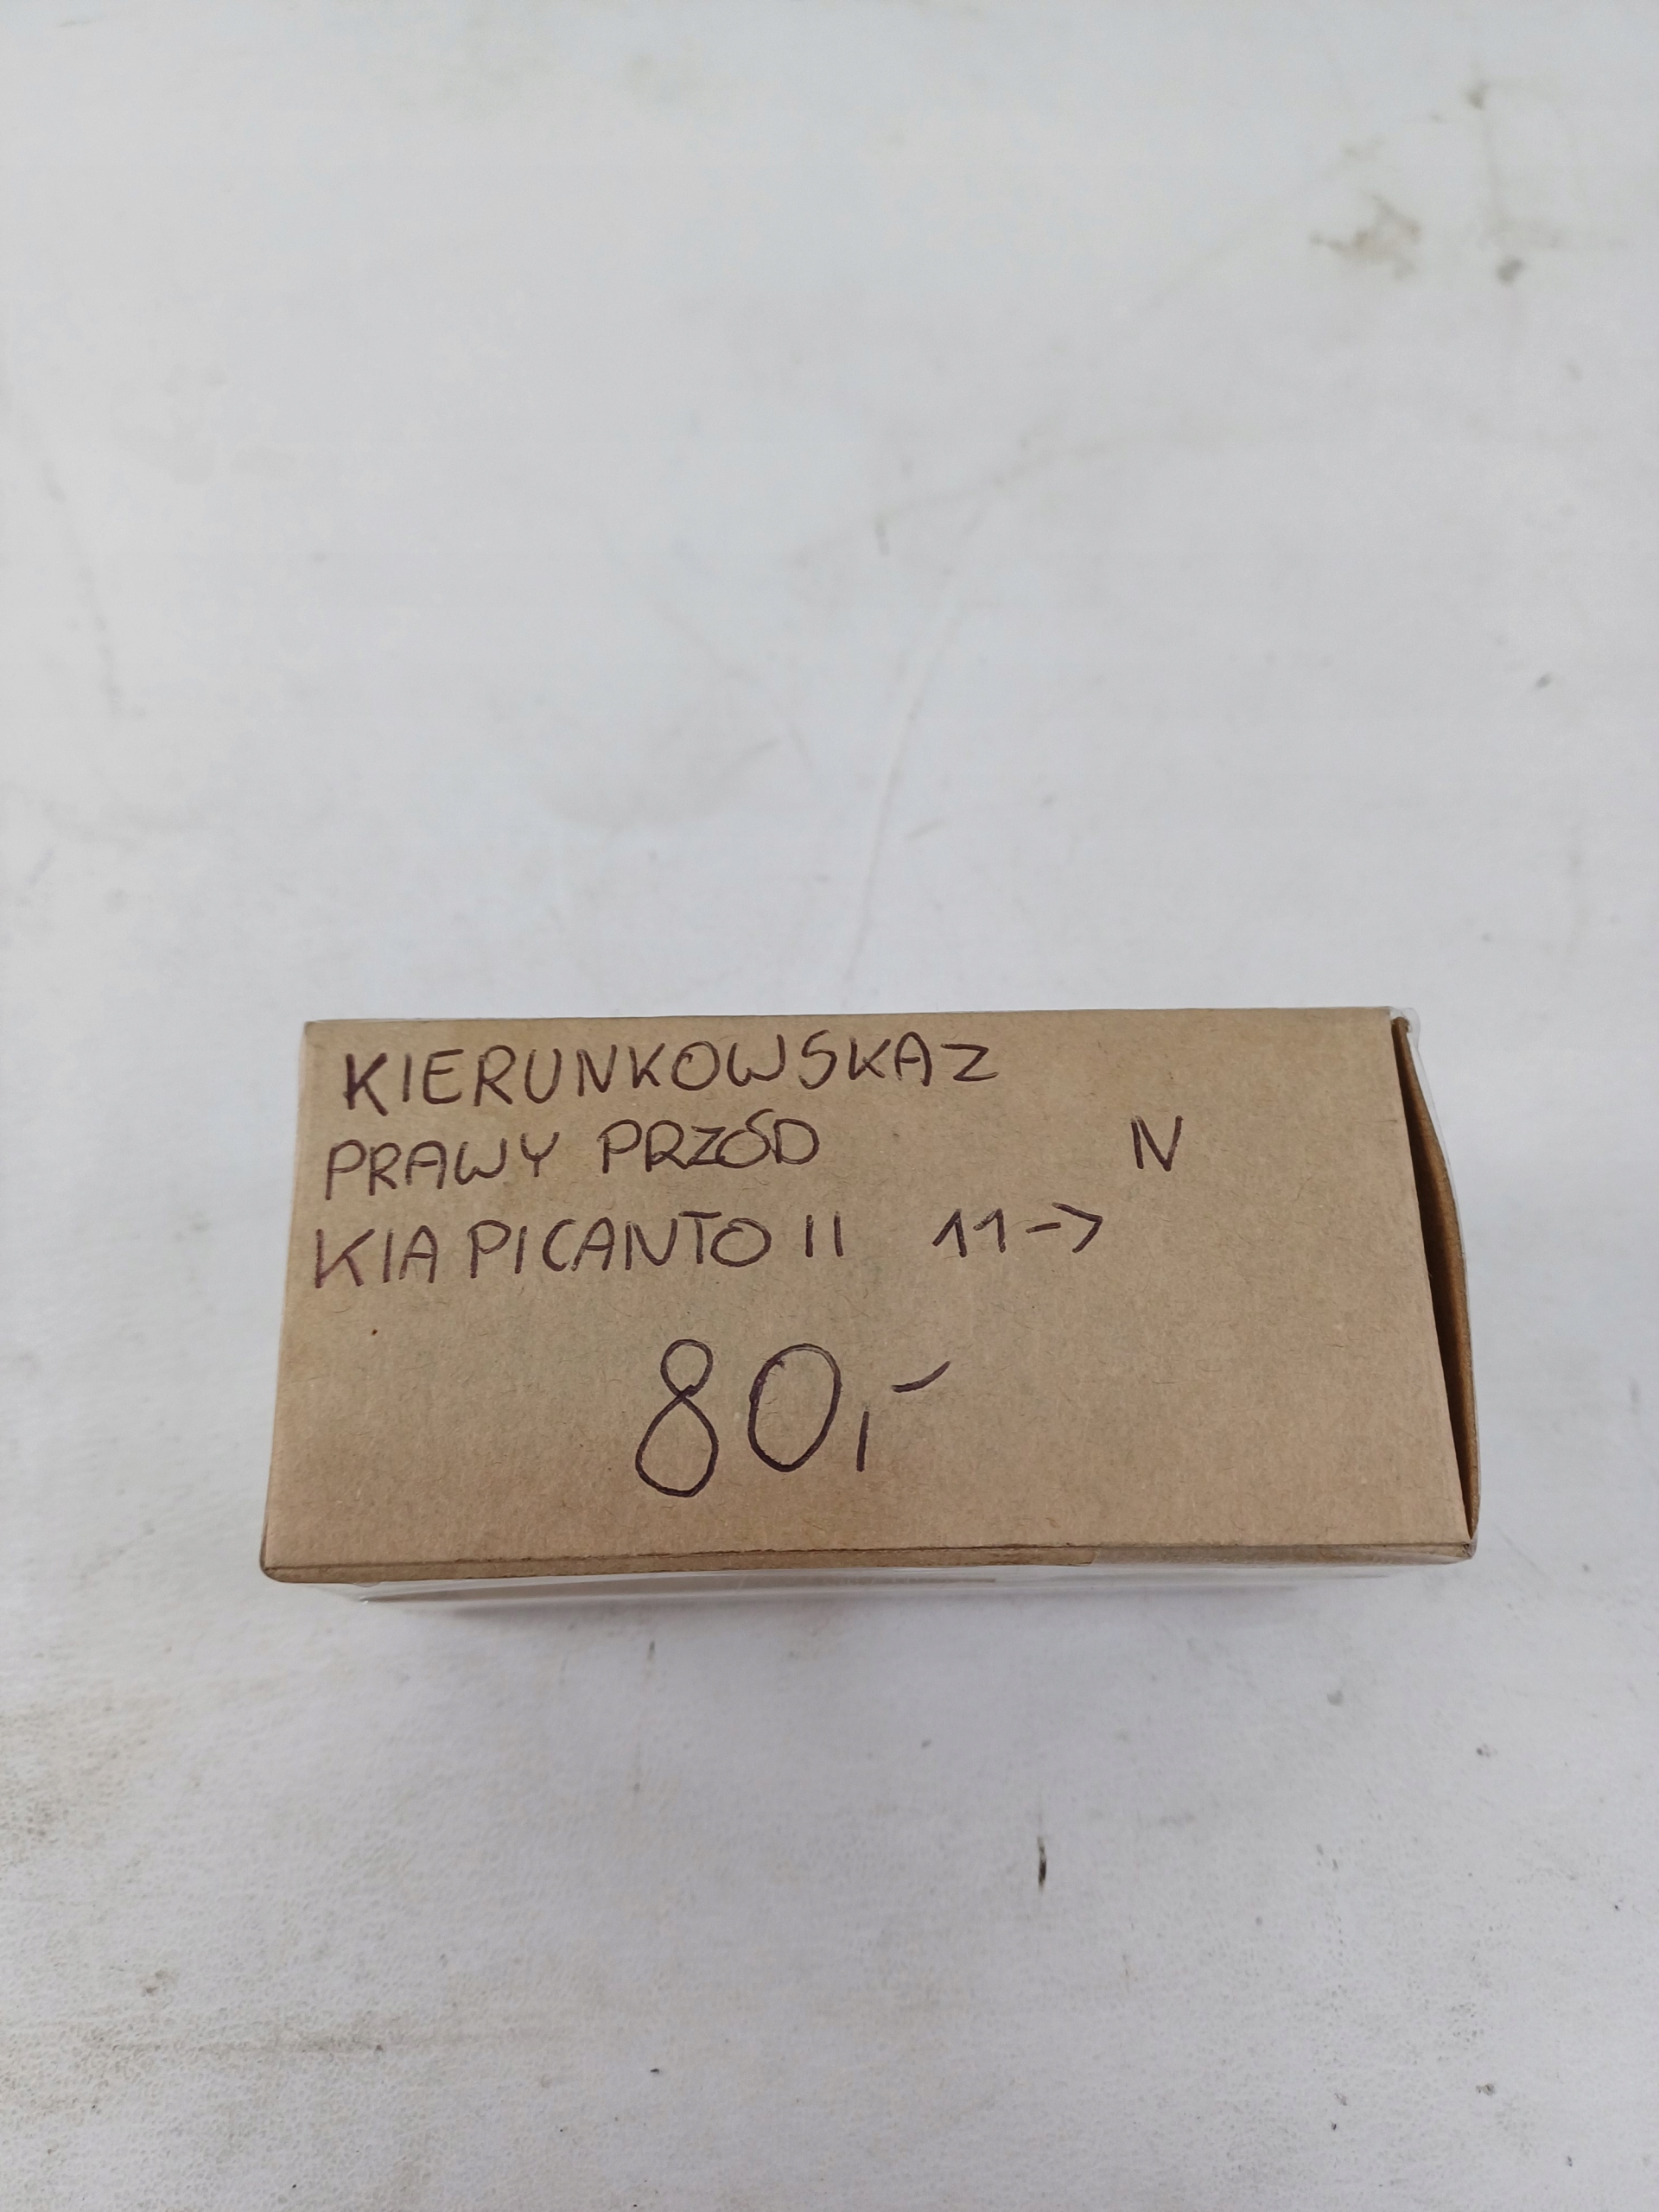 KIERUNKOWSKAZ
PRAWY PRZÓD N
KIA PICANTO II 11->
80,-